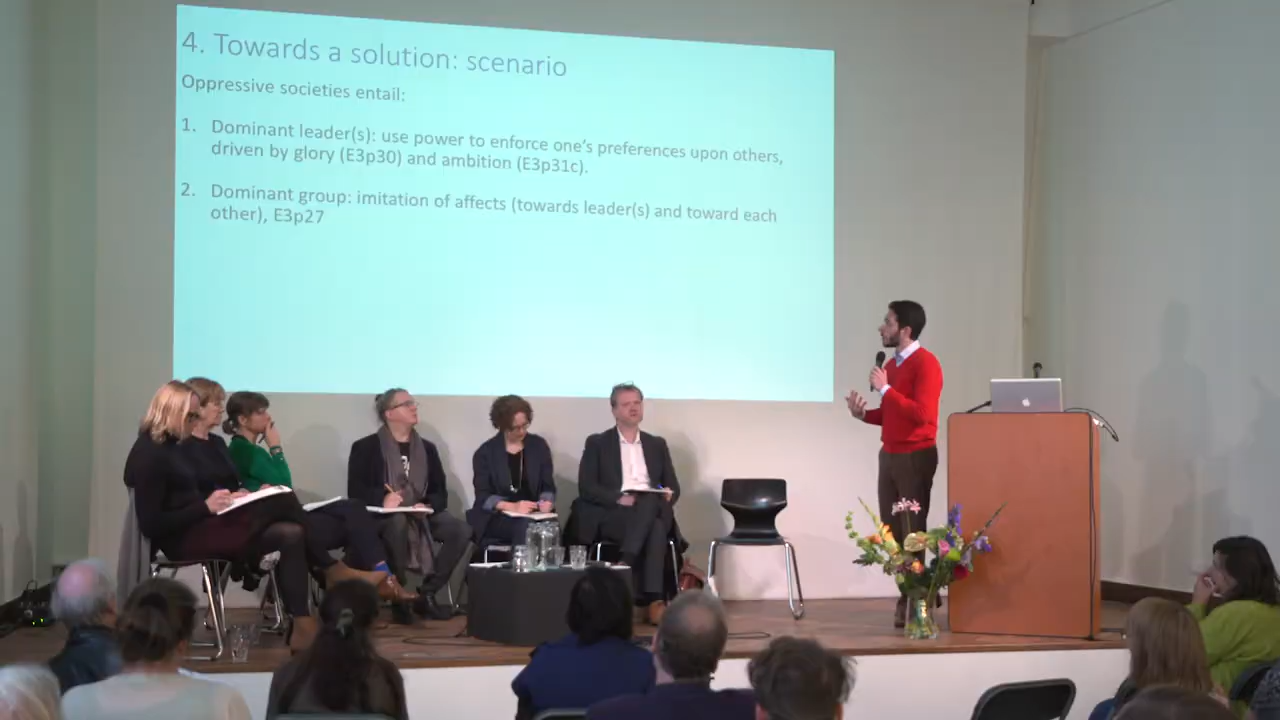 4. Towards a solution: scenario
Oppressive societies entail:
1. Dominant leader(s): use power to enforce one's preferences upon others,
driven by glory (E3p30) and ambition (E3p31c).
2. Dominant group: imitation of affects (towards leader(s) and toward each
other), E3p27